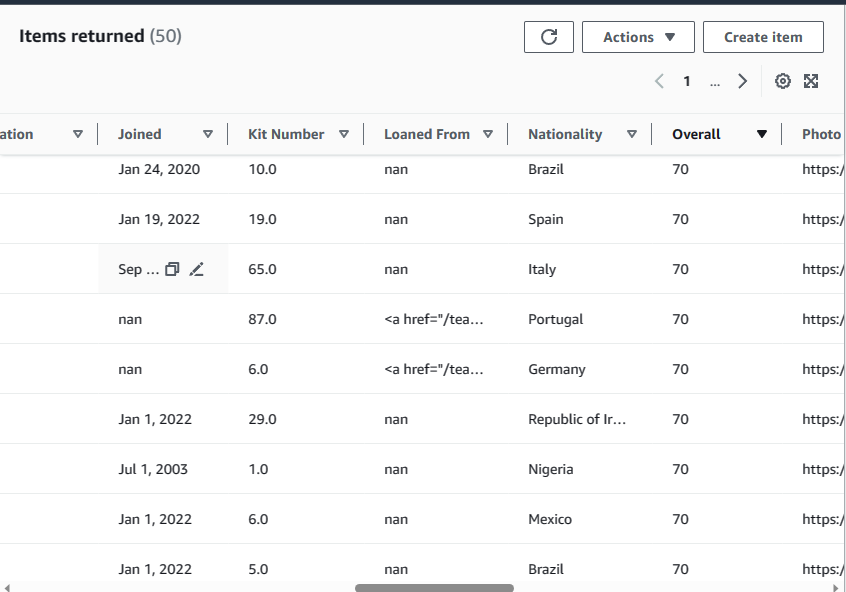 Items returned (50)
Actions
Create item
1 ...
ation Joined Kit Number Loaned From Nationality Overall Photo
Jan 24, 2020 10.0 nan Brazil 70 https:/
Jan 19, 2022 19.0 nan Spain 70 https:/
Sep ... 65.0 nan Italy 70 https:/
nan 87.0 <a href="/tea... Portugal 70 https:/
nan 6.0 <a href="/tea... Germany 70 https:/
Jan 1, 2022 29.0 nan Republic of Ir... 70 https:/
Jul 1, 2003 1.0 nan Nigeria 70 https:/
Jan 1, 2022 6.0 nan Mexico 70 https:/
Jan 1, 2022 5.0 nan Brazil 70 https:/